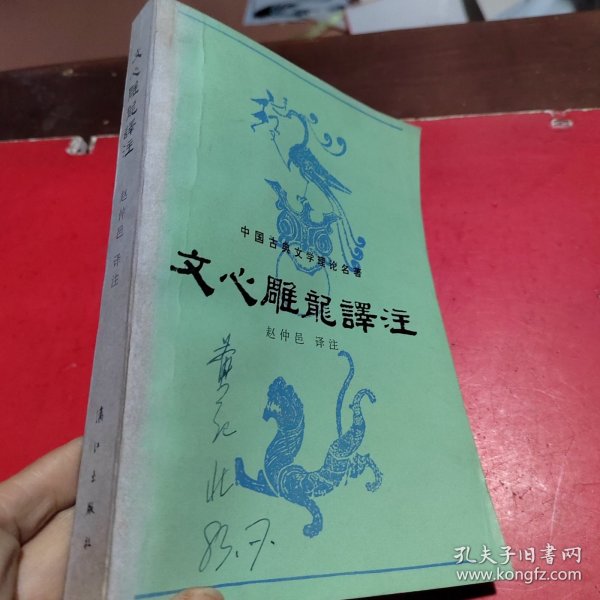 文心雕龍譯注
赵仲邑 译注
漓江出版社
中国古典文学理论名著
文心雕龍譯注
赵仲邑 译注
83.7.
孔夫子旧书网
www.kongfz.com